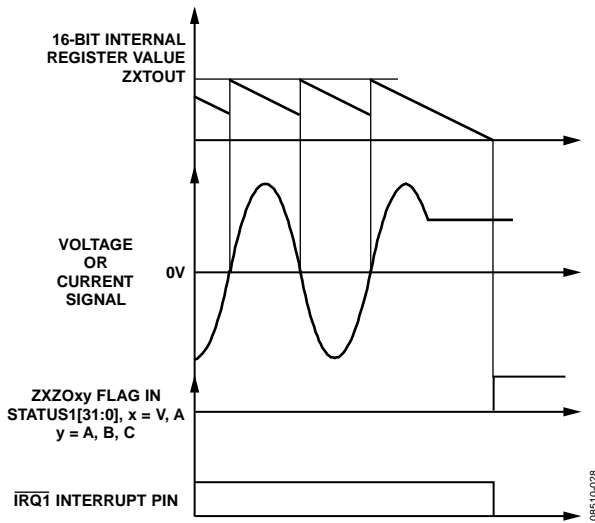 16-BIT INTERNAL
REGISTER VALUE
ZXTOUT
VOLTAGE
OR
CURRENT
SIGNAL
0V
ZXZOxy FLAG IN
STATUS1[31:0], x = V, A
y = A, B, C
IRQ1 INTERRUPT PIN
08510-028